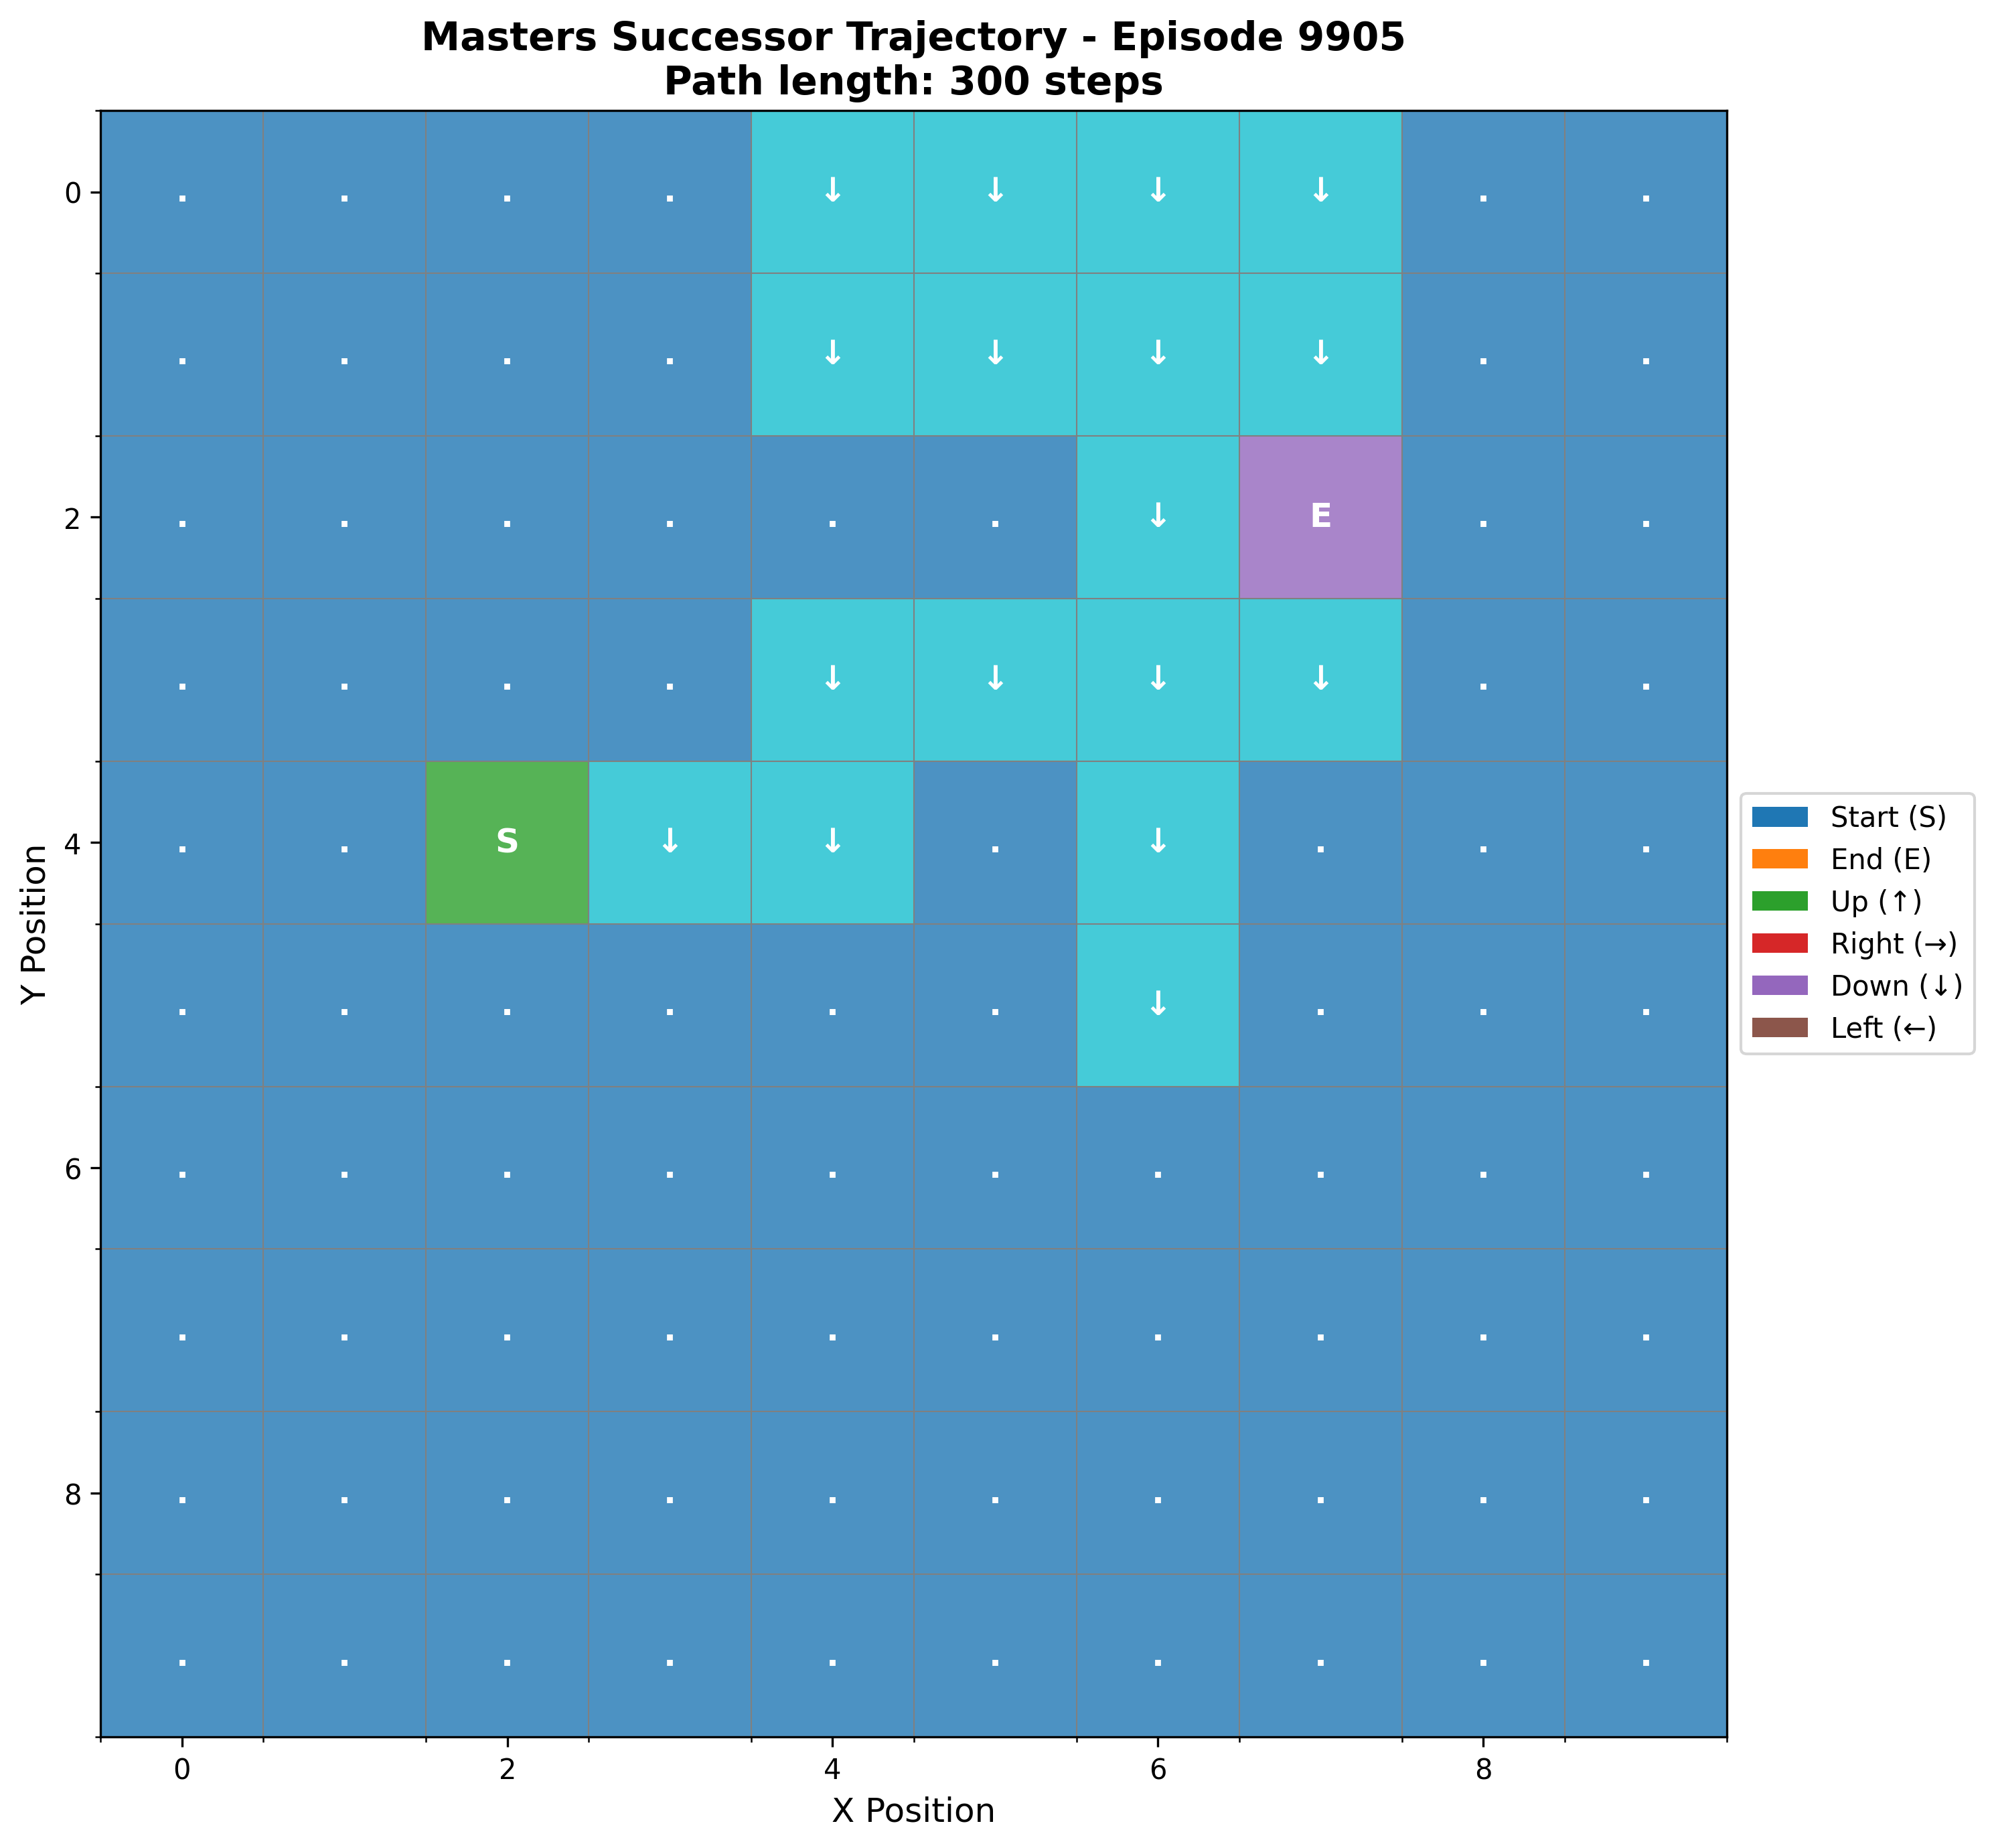 Masters Successor Trajectory - Episode 9905
Path length: 300 steps
0 . . . . ↓ ↓ ↓ ↓ . .
. . . . ↓ ↓ ↓ ↓ . .
2 . . . . . . ↓ E . .
. . . . ↓ ↓ ↓ ↓ . .
4 . . S ↓ ↓ . ↓ . . .
. . . . . . ↓ . . .
6 . . . . . . . . . .
. . . . . . . . . .
8 . . . . . . . . . .
. . . . . . . . . .
0 2 4 6 8
X Position
Y Position
Start (S)
End (E)
Up (↑)
Right (→)
Down (↓)
Left (←)